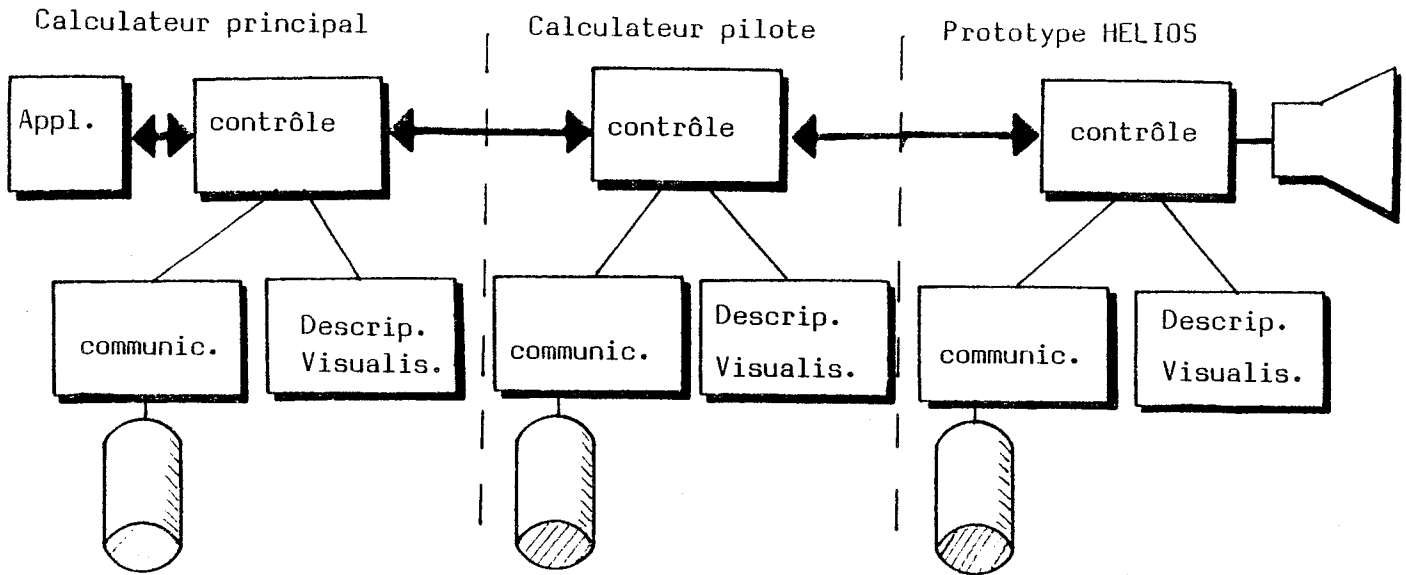 Calculateur principal
Calculateur pilote
Prototype HELIOS
Appl.
contrôle
contrôle
contrôle
communic.
Descrip.
Visualis.
communic.
Descrip.
Visualis.
communic.
Descrip.
Visualis.